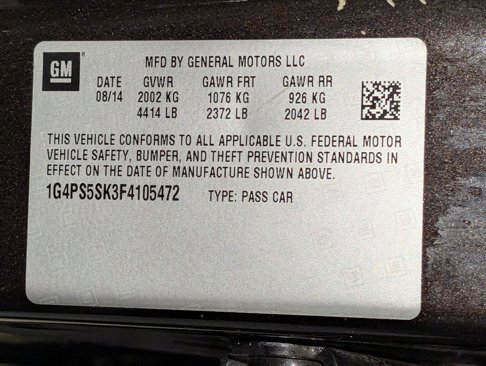 GM ®
MFD BY GENERAL MOTORS LLC
DATE GVWR GAWR FRT GAWR RR
08/14 2002 KG 1076 KG 926 KG
4414 LB 2372 LB 2042 LB
THIS VEHICLE CONFORMS TO ALL APPLICABLE U.S. FEDERAL MOTOR
VEHICLE SAFETY, BUMPER, AND THEFT PREVENTION STANDARDS IN
EFFECT ON THE DATE OF MANUFACTURE SHOWN ABOVE.
1G4PS5SK3F4105472 TYPE: PASS CAR